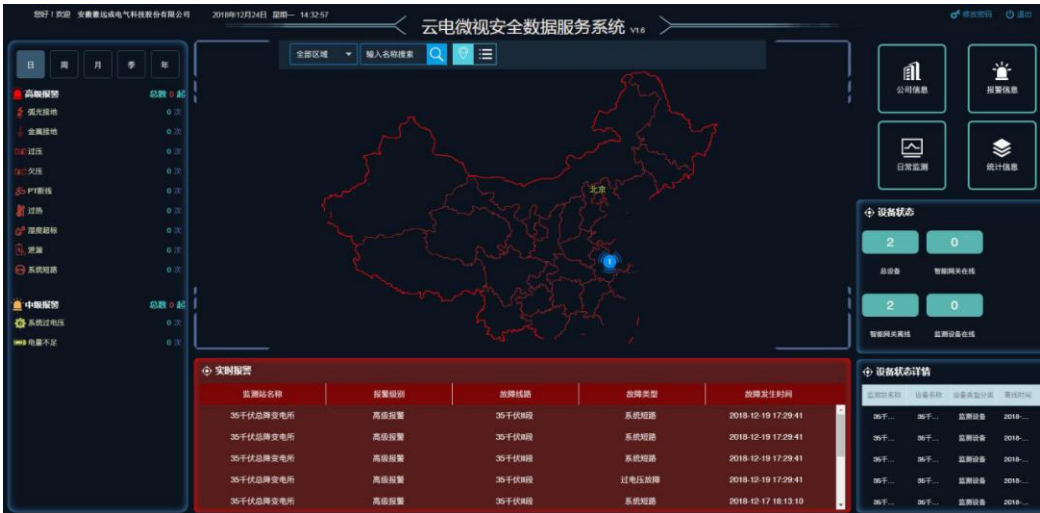 您好！欢迎 安徽徽远成电气科技股份有限公司 2018年12月24日 星期一 14:32:57
云电微视安全数据服务系统 V1.6
修改密码 退出
日 周 月 季 年
高级报警 总数 0 起
弧光接地 0 次
金属接地 0 次
过压 0 次
欠压 0 次
PT断线 0 次
过热 0 次
湿度超标 0 次
泄漏 0 次
系统短路 0 次
中级报警 总数 0 起
系统过电压 0 次
电量不足 0 次
全部区域 输入名称搜索
北京
1
公司信息 报警信息
日常监测 统计信息
设备状态
2 0
总设备 智能网关在线
2 0
智能网关离线 监测设备在线
实时报警
监测站名称 报警级别 故障线路 故障类型 故障发生时间
35千伏总降变电所 高级报警 35千伏II段 系统短路 2018-12-19 17:29:41
35千伏总降变电所 高级报警 35千伏II段 系统短路 2018-12-19 17:29:41
35千伏总降变电所 高级报警 35千伏II段 系统短路 2018-12-19 17:29:41
35千伏总降变电所 高级报警 35千伏II段 过电压故障 2018-12-19 17:29:41
35千伏总降变电所 高级报警 35千伏II段 系统短路 2018-12-17 18:13:10
设备状态详情
监测站名称 设备名称 设备类型分类 离线时间
35千... 35千... 监测设备 2018-...
35千... 35千... 监测设备 2018-...
35千... 35千... 监测设备 2018-...
35千... 35千... 监测设备 2018-...
35千... 35千... 监测设备 2018-...